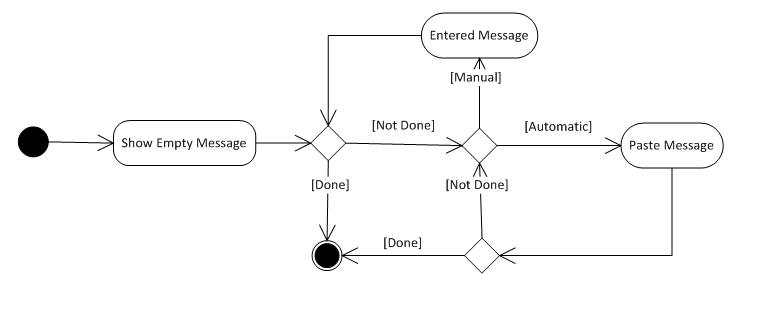 Entered Message
[Manual]
[Not Done]
[Automatic]
Show Empty Message
Paste Message
[Done]
[Not Done]
[Done]